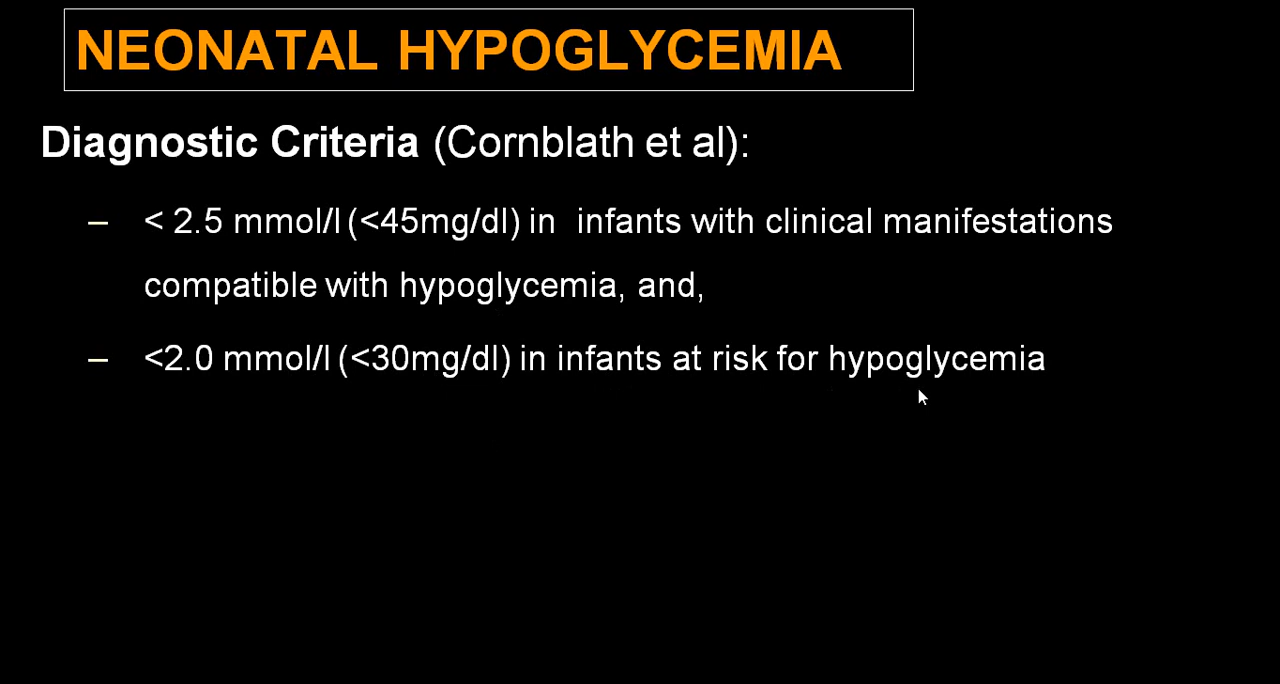 NEONATAL HYPOGLYCEMIA
Diagnostic Criteria (Cornblath et al):
– < 2.5 mmol/l (<45mg/dl) in infants with clinical manifestations
compatible with hypoglycemia, and,
– <2.0 mmol/l (<30mg/dl) in infants at risk for hypoglycemia